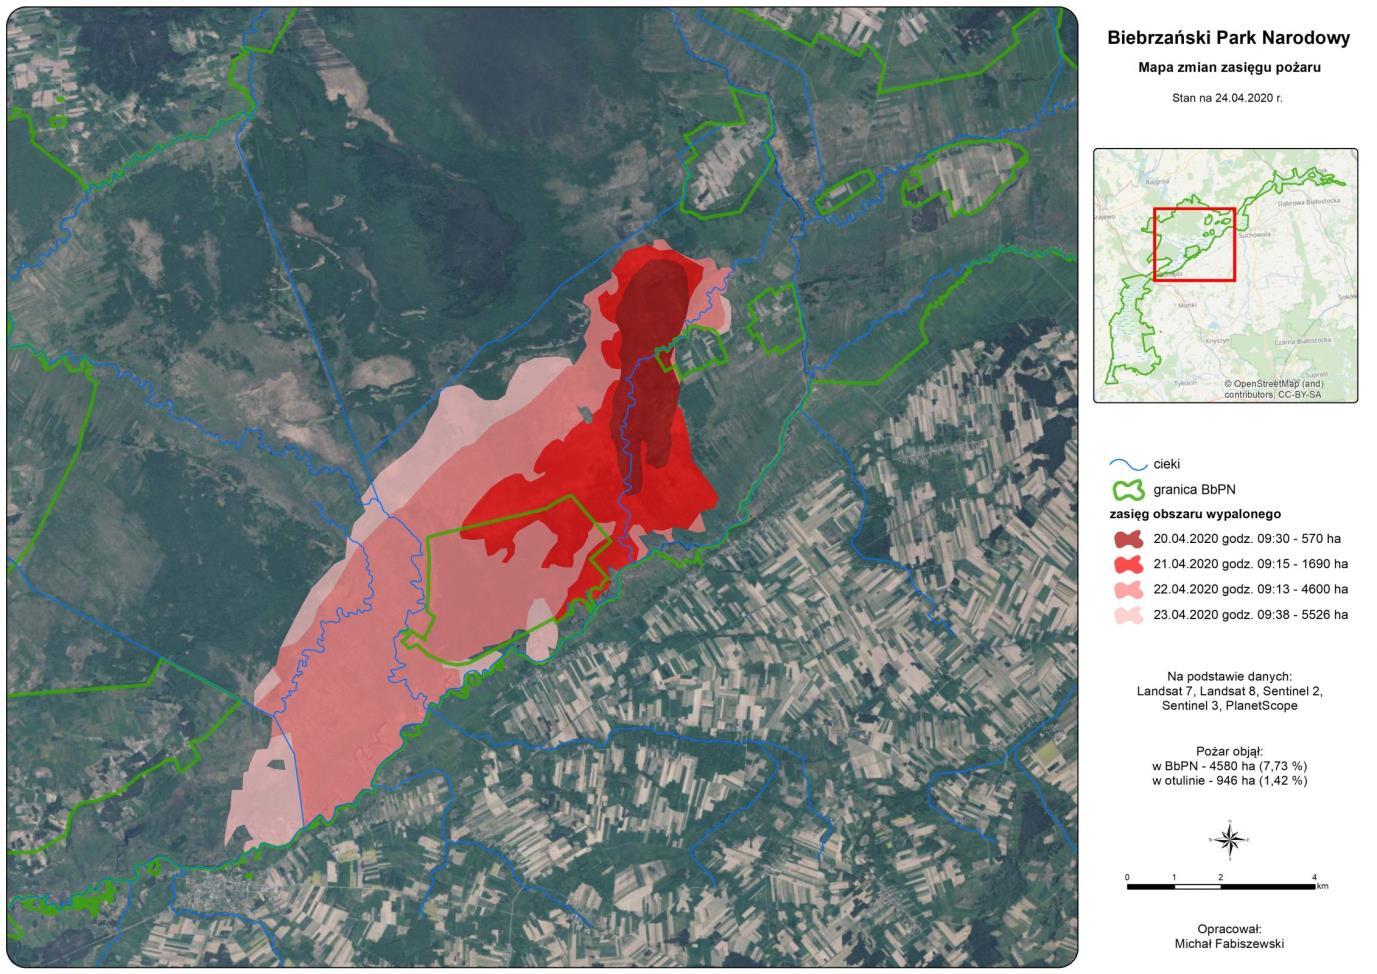 Biebrzański Park Narodowy
Mapa zmian zasięgu pożaru
Stan na 24.04.2020 r.
Rajgród
Dąbrowa Białostocka
Suchowola
Mońki
Knyszyn
Czarna Białostocka
Tykocin
© OpenStreetMap (and)
contributors, CC-BY-SA
cieki
granica BbPN
zasięg obszaru wypalonego
20.04.2020 godz. 09:30 - 570 ha
21.04.2020 godz. 09:15 - 1690 ha
22.04.2020 godz. 09:13 - 4600 ha
23.04.2020 godz. 09:38 - 5526 ha
Na podstawie danych:
Landsat 7, Landsat 8, Sentinel 2,
Sentinel 3, PlanetScope
Pożar objął:
w BbPN - 4580 ha (7,73 %)
w otulinie - 946 ha (1,42 %)
0 1 2 4
km
Opracował:
Michał Fabiszewski